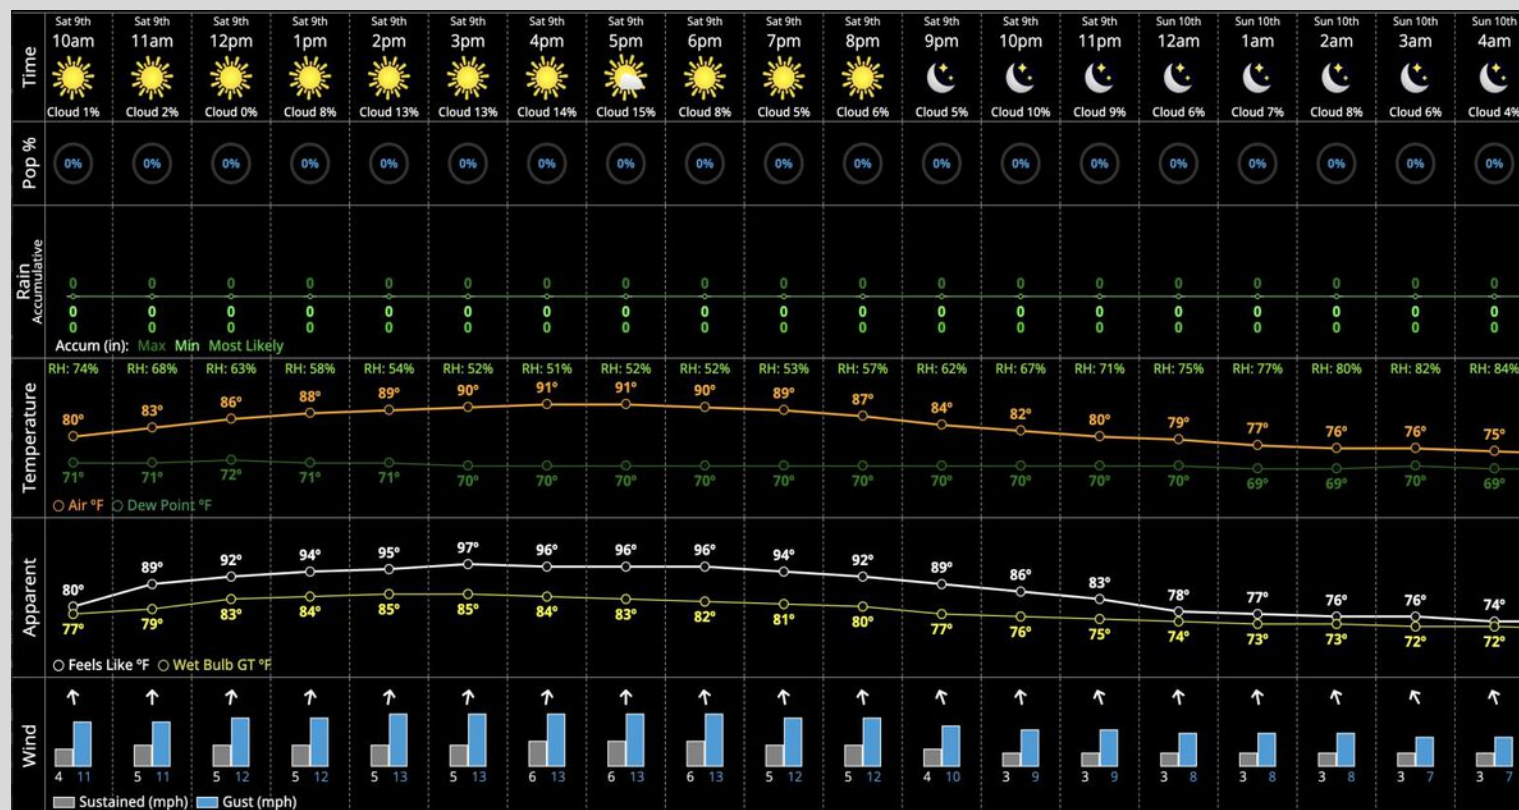 Sat 9th Sat 9th Sat 9th Sat 9th Sat 9th Sat 9th Sat 9th Sat 9th Sat 9th Sat 9th Sat 9th Sat 9th Sat 9th Sat 9th Sun 10th Sun 10th Sun 10th Sun 10th Sun 10th
Time 10am 11am 12pm 1pm 2pm 3pm 4pm 5pm 6pm 7pm 8pm 9pm 10pm 11pm 12am 1am 2am 3am 4am
Cloud 1% Cloud 2% Cloud 0% Cloud 8% Cloud 13% Cloud 13% Cloud 14% Cloud 15% Cloud 8% Cloud 5% Cloud 6% Cloud 5% Cloud 10% Cloud 9% Cloud 6% Cloud 7% Cloud 8% Cloud 6% Cloud 4%
Pop % 0% 0% 0% 0% 0% 0% 0% 0% 0% 0% 0% 0% 0% 0% 0% 0% 0% 0% 0%
Rain
Accumulative
0 0 0 0 0 0 0 0 0 0 0 0 0 0 0 0 0 0 0
0 0 0 0 0 0 0 0 0 0 0 0 0 0 0 0 0 0 0
0 0 0 0 0 0 0 0 0 0 0 0 0 0 0 0 0 0 0
Accum (in): Max Min Most Likely
Temperature
RH: 74% RH: 68% RH: 63% RH: 58% RH: 54% RH: 52% RH: 51% RH: 52% RH: 52% RH: 53% RH: 57% RH: 62% RH: 67% RH: 71% RH: 75% RH: 77% RH: 80% RH: 82% RH: 84%
80° 83° 86° 88° 89° 90° 91° 91° 90° 89° 87° 84° 82° 80° 79° 77° 76° 76° 75°
71° 71° 72° 71° 71° 70° 70° 70° 70° 70° 70° 70° 70° 70° 70° 69° 69° 70° 69°
Air °F Dew Point °F
Apparent
80° 89° 92° 94° 95° 97° 96° 96° 96° 94° 92° 89° 86° 83° 78° 77° 76° 76° 74°
77° 79° 83° 84° 85° 85° 84° 83° 82° 81° 80° 77° 76° 75° 74° 73° 73° 72° 72°
Feels Like °F Wet Bulb GT °F
Wind
4 11 5 11 5 12 5 12 5 13 5 13 6 13 6 13 6 13 5 12 5 12 4 10 3 9 3 9 3 8 3 8 3 8 3 7 3 7
Sustained (mph) Gust (mph)